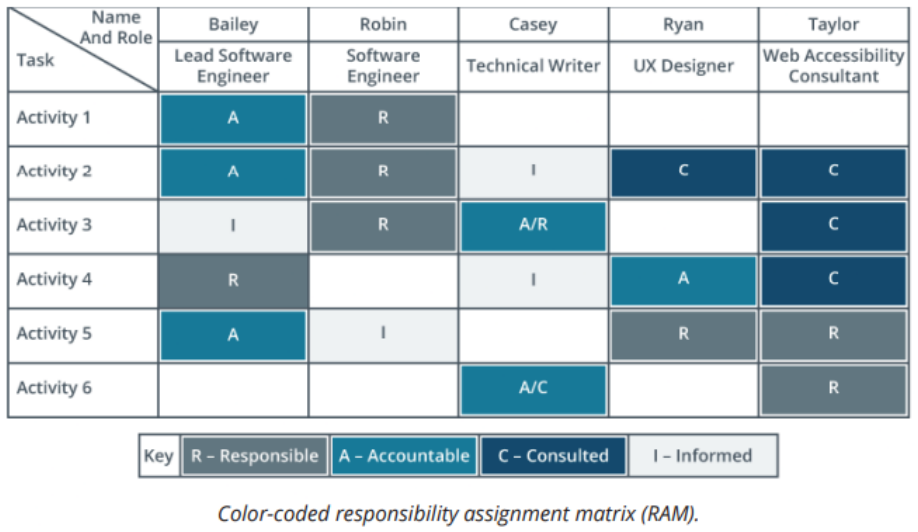 Name
And Role
Task
Bailey Robin Casey Ryan Taylor
Lead Software
Engineer
Software
Engineer
Technical Writer
UX Designer
Web Accessibility
Consultant
Activity 1 A R
Activity 2 A R I C C
Activity 3 I R A/R C
Activity 4 R I A C
Activity 5 A I R R
Activity 6 A/C R
Key R – Responsible A – Accountable C – Consulted I – Informed
Color-coded responsibility assignment matrix (RAM).